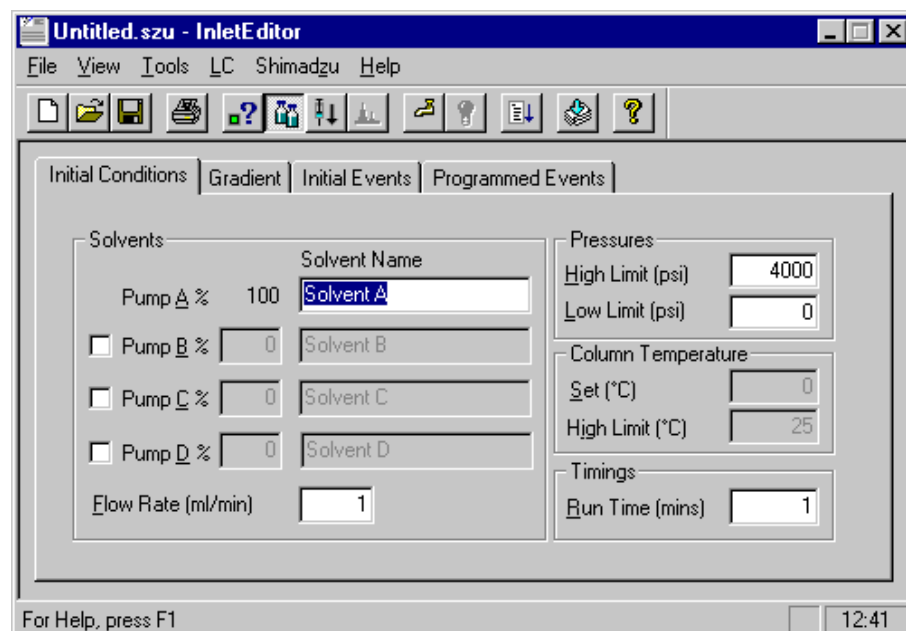 Untitled.szu - InletEditor
File View Tools LC Shimadzu Help
Initial Conditions Gradient Initial Events Programmed Events
Solvents
Solvent Name
Pump A % 100 Solvent A
Pump B % 0 Solvent B
Pump C % 0 Solvent C
Pump D % 0 Solvent D
Flow Rate (ml/min) 1
Pressures
High Limit (psi) 4000
Low Limit (psi) 0
Column Temperature
Set (°C) 0
High Limit (°C) 25
Timings
Run Time (mins) 1
For Help, press F1 12:41